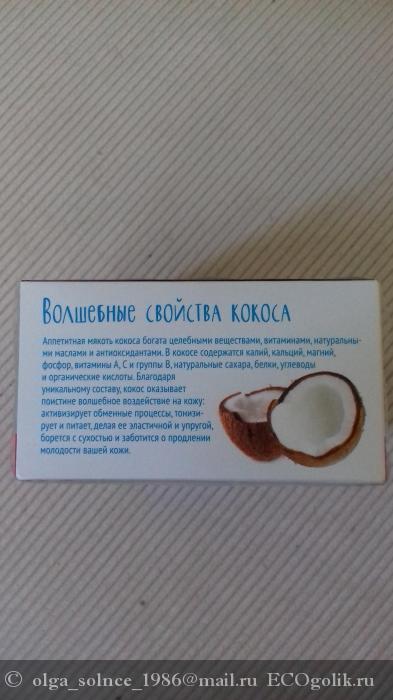 Волшебные свойства кокоса
Аппетитная мякоть кокоса богата целебными веществами, витаминами, натуральны-
ми маслами и антиоксидантами. В кокосе содержатся калий, кальций, магний,
фосфор, витамины А, С и группы В, натуральные сахара, белки, углеводы
и органические кислоты. Благодаря
уникальному составу, кокос оказывает
поистине волшебное воздействие на кожу:
активизирует обменные процессы, тонизи-
рует и питает, делая ее эластичной и упругой,
борется с сухостью и заботится о продлении
молодости вашей кожи.
© olga_solnce_1986@mail.ru ECOgolik.ru